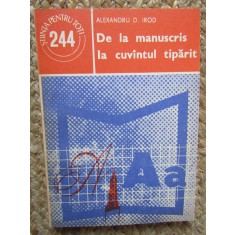 ȘTIINȚA PENTRU TOȚI
244
ALEXANDRU D. IROD
De la manuscris
la cuvîntul tipărit
A
Aa